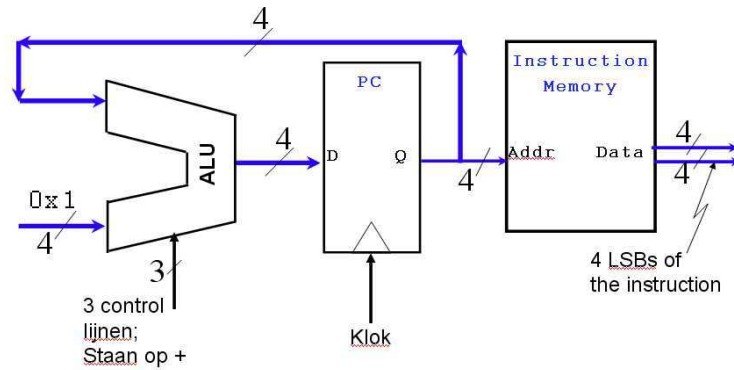 4
PC
Instruction
Memory
ALU
4
D
Q
4
Addr
Data
4
4
0x1
4
3
3 control
lijnen;
Staan op +
Klok
4 LSBs of
the instruction